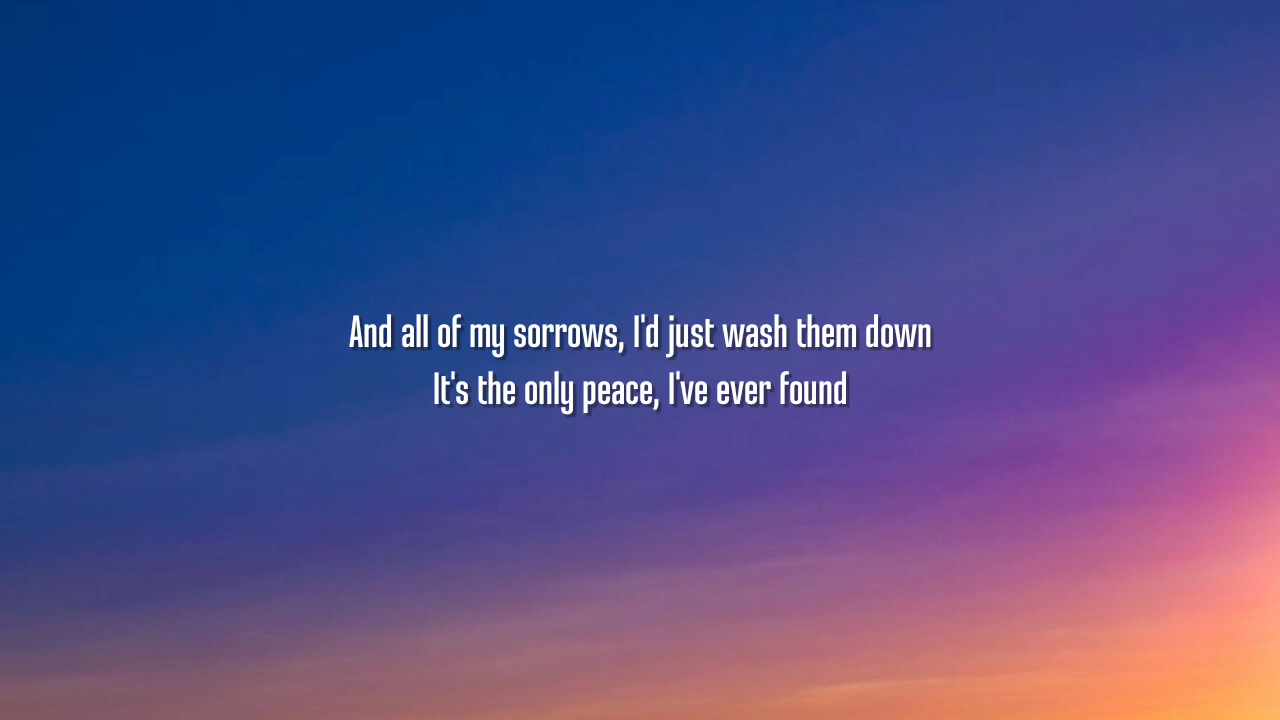 And all of my sorrows, I'd just wash them down
It's the only peace, I've ever found